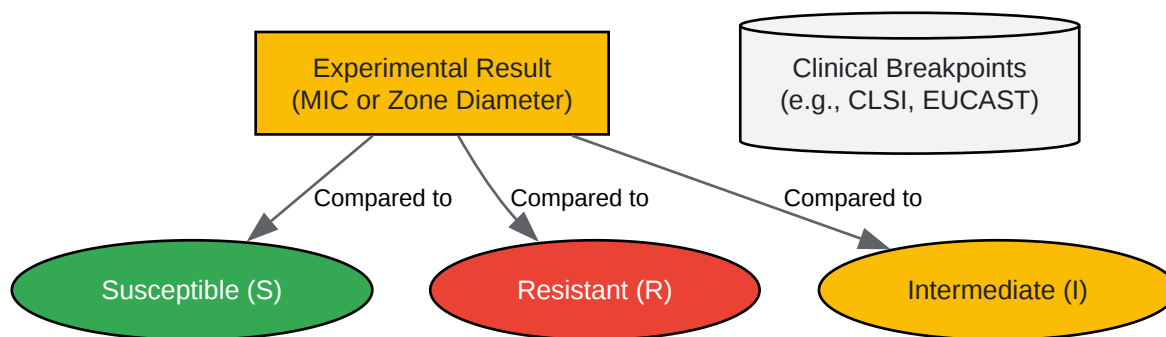 Experimental Result
(MIC or Zone Diameter)
Clinical Breakpoints
(e.g., CLSI, EUCAST)
Compared to
Compared to
Compared to
Susceptible (S)
Resistant (R)
Intermediate (I)